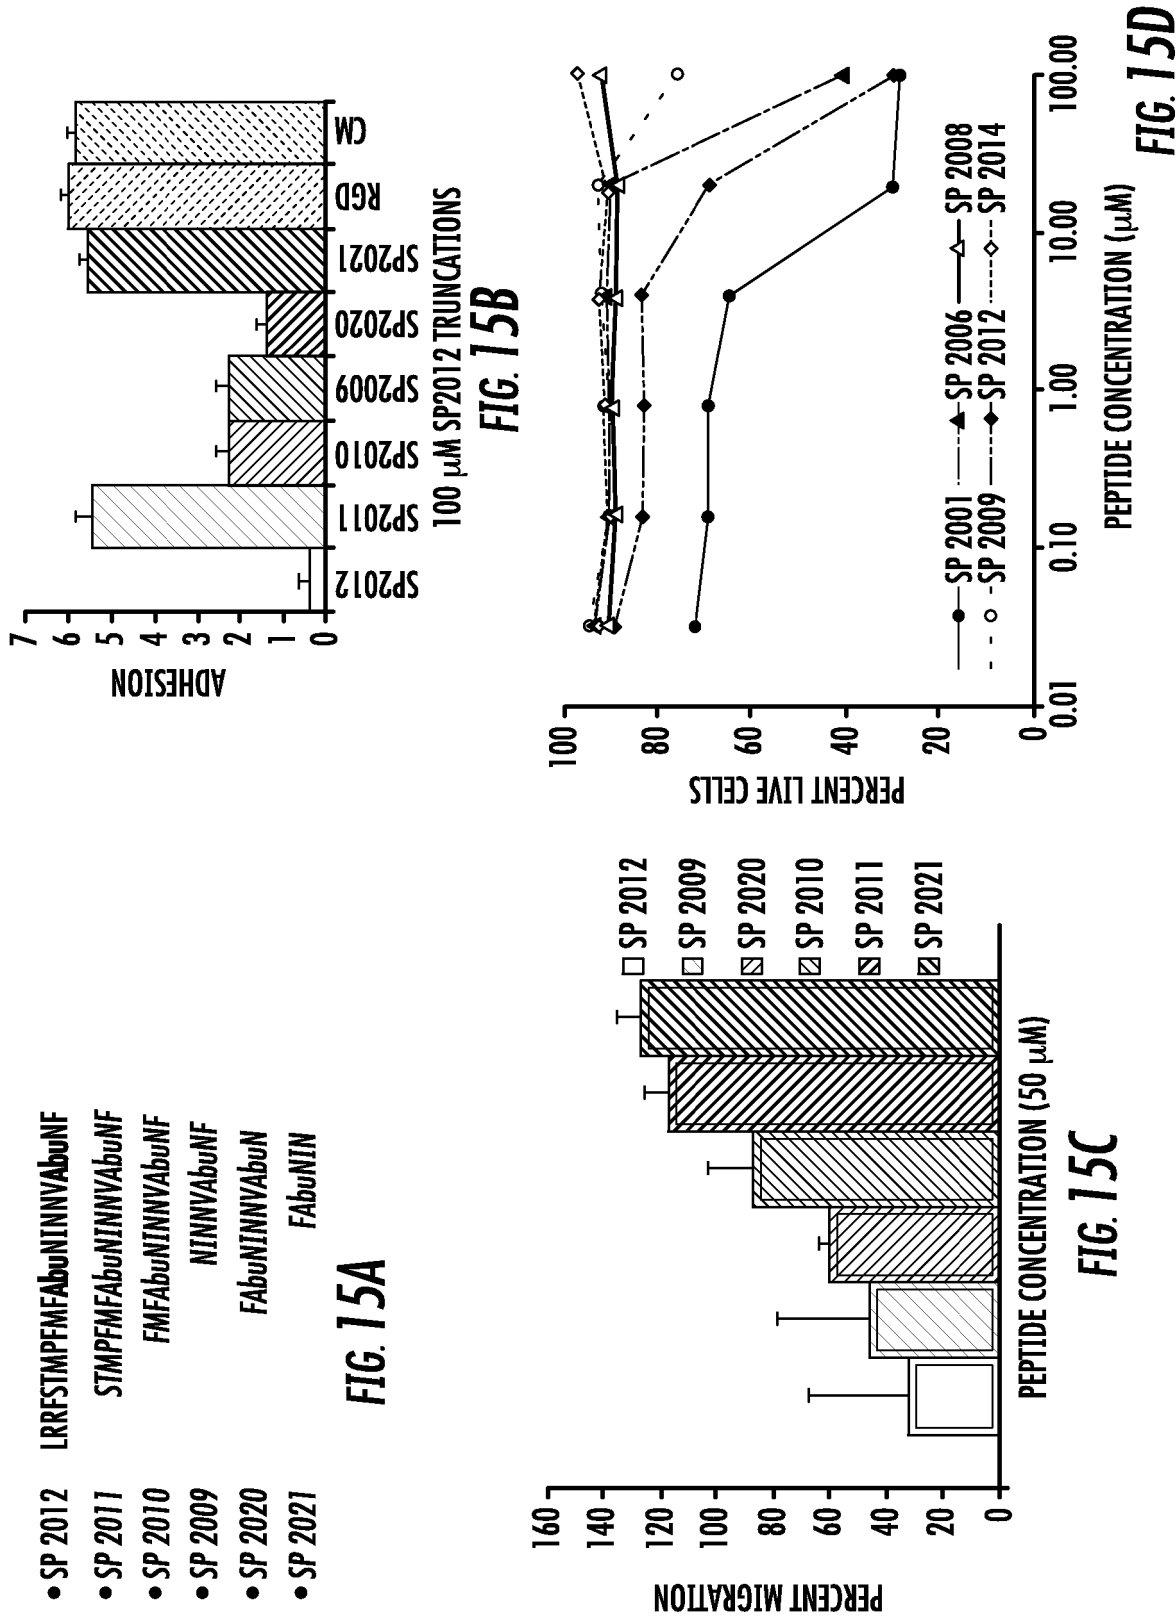 • SP 2012 LRRFSTMPFMFAbuNINNVAbuNF
• SP 2011 STMPFMFAbuNINNVAbuNF
• SP 2010 FMFAbuNINNVAbuNF
• SP 2009 NINNVAbuNF
• SP 2020 FAbuNINNVAbuN
• SP 2021 FAbuNIN
FIG. 15A
ADHESION
7
6
5
4
3
2
1
0
SP2012
SP2011
SP2010
SP2009
SP2020
SP2021
RGD
CM
100 µM SP2012 TRUNCATIONS
FIG. 15B
PERCENT MIGRATION
160
140
120
100
80
60
40
20
0
SP 2012
SP 2009
SP 2020
SP 2010
SP 2011
SP 2021
PEPTIDE CONCENTRATION (50 µM)
FIG. 15C
PERCENT LIVE CELLS
100
80
60
40
20
0
0.01
0.10
1.00
10.00
100.00
SP 2001
SP 2006
SP 2008
SP 2009
SP 2012
SP 2014
PEPTIDE CONCENTRATION (µM)
FIG. 15D